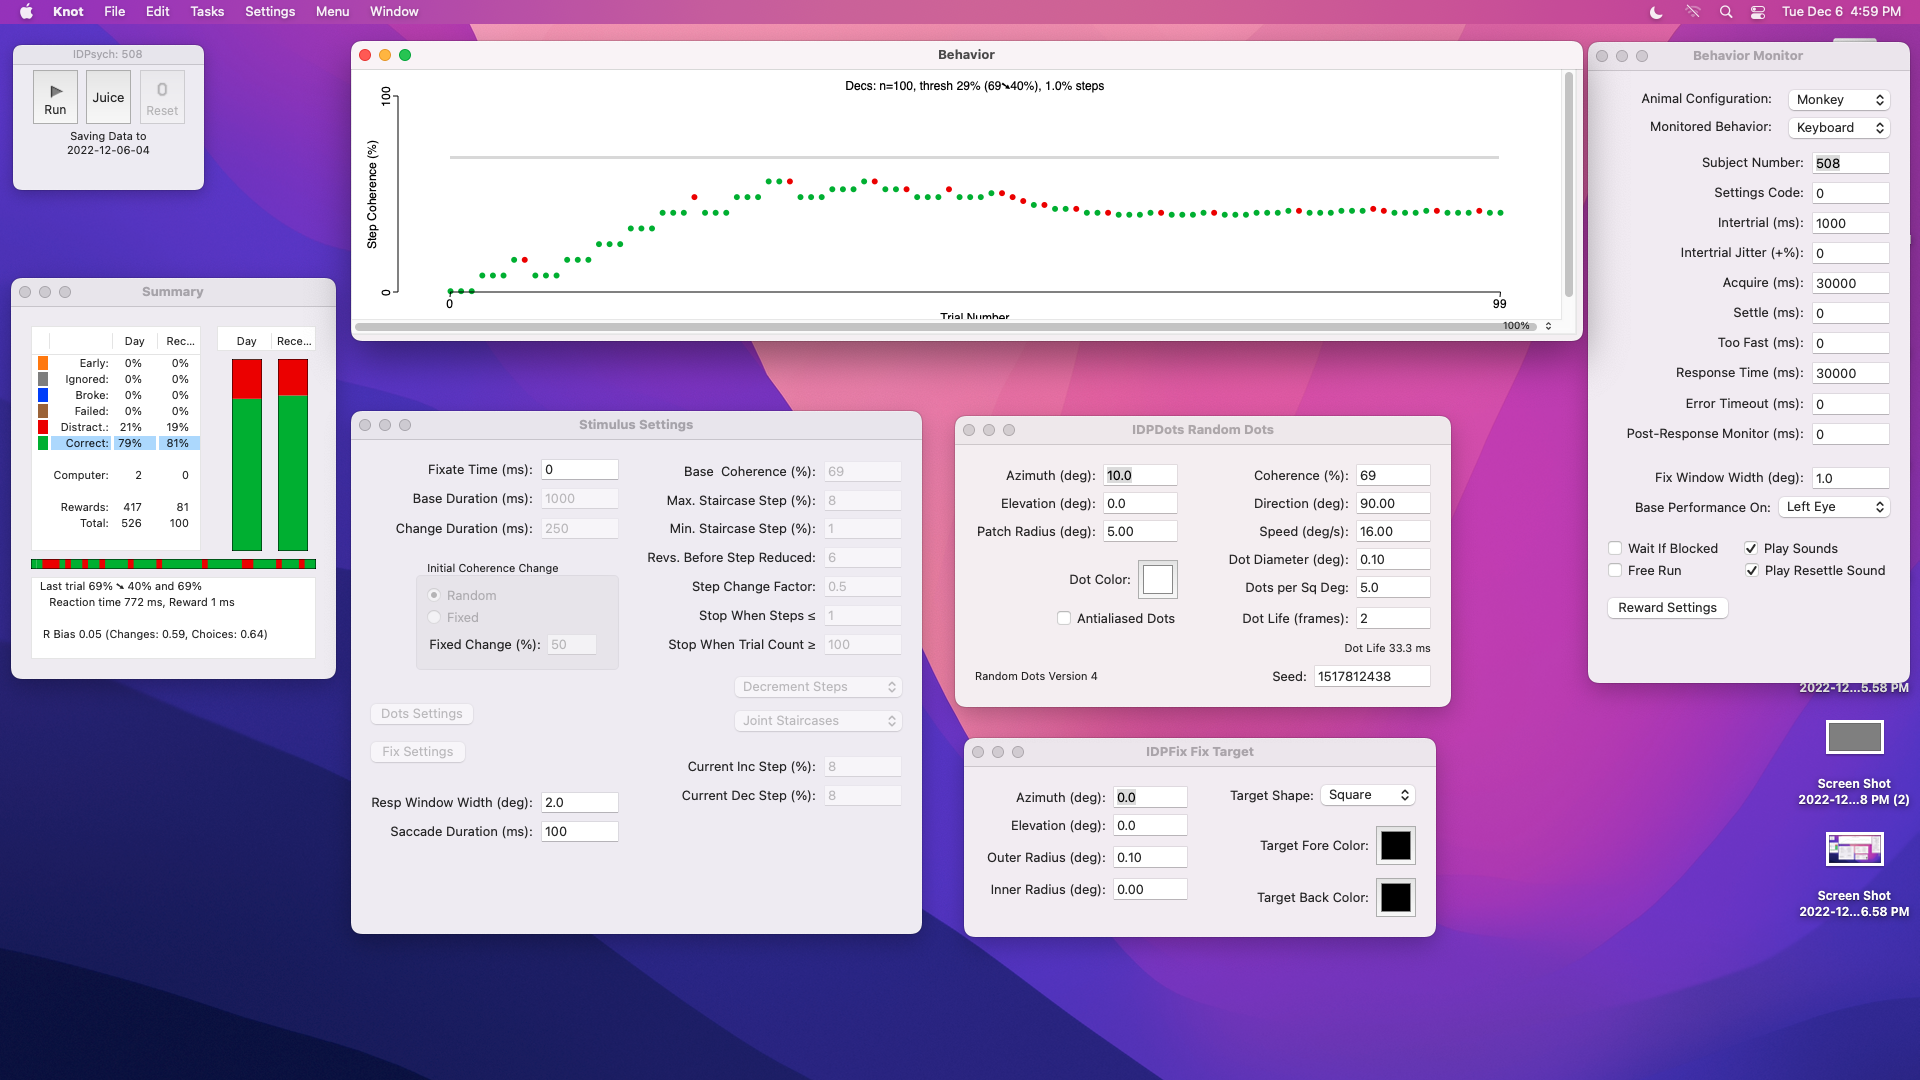 Knot File Edit Tasks Settings Menu Window
Tue Dec 6 4:59 PM
IDPsych: 508
Run
Juice
0
Reset
Saving Data to
2022-12-06-04
Behavior
Decs: n=100, thresh 29% (69➘40%), 1.0% steps
100
Step Coherence (%)
0
0
99
Trial Number
100%
Summary
Day Rec...
Early: 0% 0%
Ignored: 0% 0%
Broke: 0% 0%
Failed: 0% 0%
Distract.: 21% 19%
Correct: 79% 81%
Computer: 2 0
Rewards: 417 81
Total: 526 100
Day Rece...
Last trial 69% ➘ 40% and 69%
Reaction time 772 ms, Reward 1 ms
R Bias 0.05 (Changes: 0.59, Choices: 0.64)
Stimulus Settings
Fixate Time (ms): 0
Base Duration (ms): 1000
Change Duration (ms): 250
Initial Coherence Change
Random
Fixed
Fixed Change (%): 50
Dots Settings
Fix Settings
Resp Window Width (deg): 2.0
Saccade Duration (ms): 100
Base Coherence (%): 69
Max. Staircase Step (%): 8
Min. Staircase Step (%): 1
Revs. Before Step Reduced: 6
Step Change Factor: 0.5
Stop When Steps ≤ 1
Stop When Trial Count ≥ 100
Decrement Steps
Joint Staircases
Current Inc Step (%): 8
Current Dec Step (%): 8
IDPDots Random Dots
Azimuth (deg): 10.0
Elevation (deg): 0.0
Patch Radius (deg): 5.00
Dot Color:
Antialiased Dots
Random Dots Version 4
Coherence (%): 69
Direction (deg): 90.00
Speed (deg/s): 16.00
Dot Diameter (deg): 0.10
Dots per Sq Deg: 5.0
Dot Life (frames): 2
Dot Life 33.3 ms
Seed: 1517812438
IDPFix Fix Target
Azimuth (deg): 0.0
Elevation (deg): 0.0
Outer Radius (deg): 0.10
Inner Radius (deg): 0.00
Target Shape: Square
Target Fore Color:
Target Back Color:
Behavior Monitor
Animal Configuration: Monkey
Monitored Behavior: Keyboard
Subject Number: 508
Settings Code: 0
Intertrial (ms): 1000
Intertrial Jitter (+%): 0
Acquire (ms): 30000
Settle (ms): 0
Too Fast (ms): 0
Response Time (ms): 30000
Error Timeout (ms): 0
Post-Response Monitor (ms): 0
Fix Window Width (deg): 1.0
Base Performance On: Left Eye
Wait If Blocked
Play Sounds
Free Run
Play Resettle Sound
Reward Settings
2022-12...5.58 PM
Screen Shot
2022-12...8 PM (2)
Screen Shot
2022-12...6.58 PM